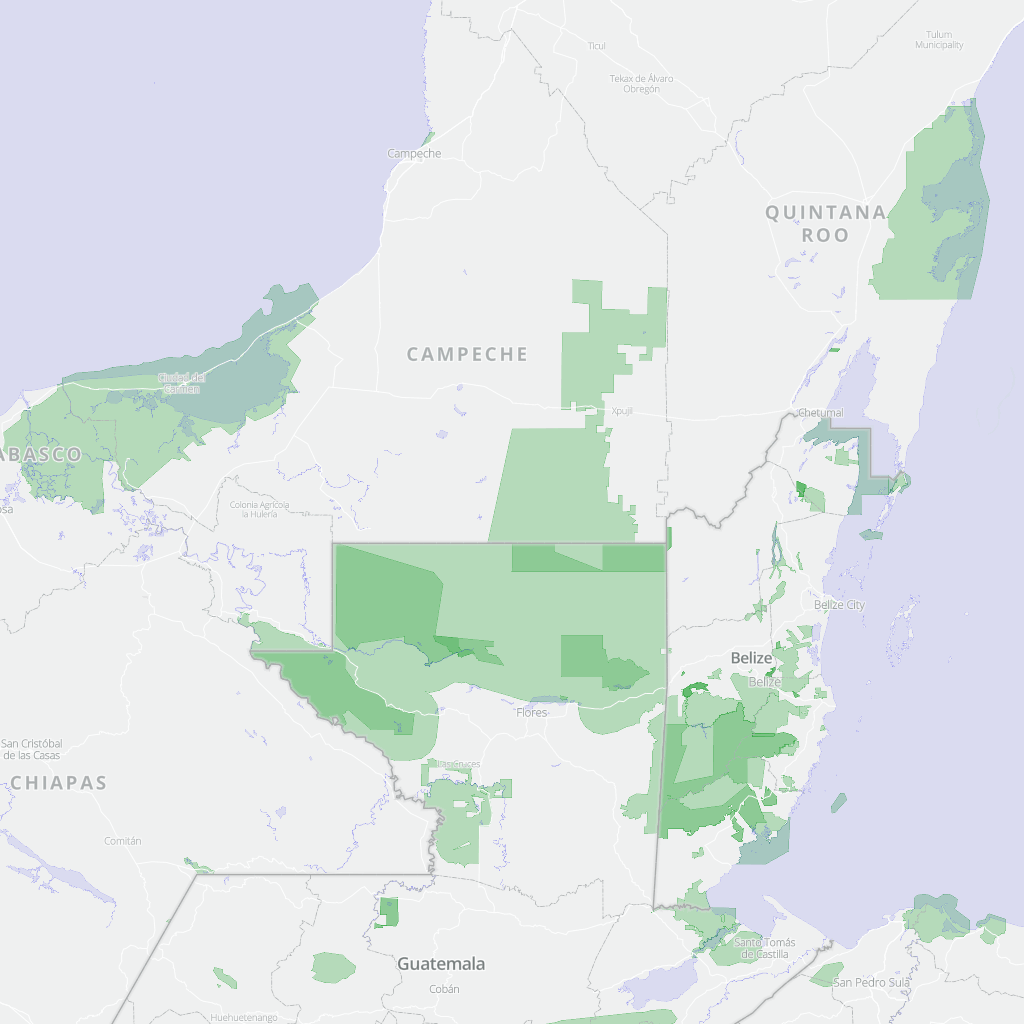 Ticul
Tulum
Municipality
Tekax de Álvaro
Obregón
Campeche
QUINTANA
ROO
CAMPECHE
Ciudad del
Carmen
Xpujil
Chetumal
ABASCO
Colonia Agrícola
la Hulería
osa
Belize City
Belize
Belize
Flores
San Cristóbal
de las Casas
Las Cruces
CHIAPAS
Comitán
Santo Tomás
de Castilla
Guatemala
San Pedro Sula
Cobán
Huehuetenango